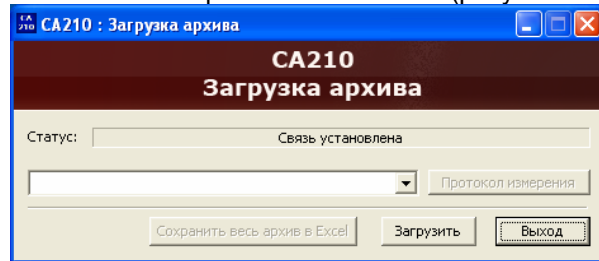 СА210 : Загрузка архива
СА210
Загрузка архива
Статус: Связь установлена
Протокол измерения
Сохранить весь архив в Excel Загрузить Выход